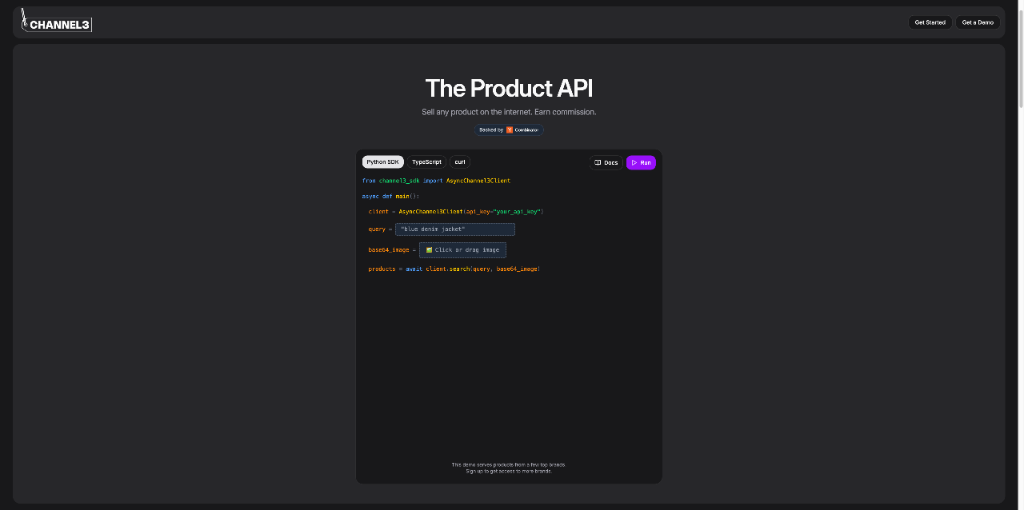 CHANNEL3
Get Started
Get a Demo
The Product API
Sell any product on the internet. Earn commission.
Backed by Y Combinator
Python SDK
TypeScript
curl
Docs
Run
from channel3_sdk import AsyncChannel3Client
async def main():
client = AsyncChannel3Client(api_key="your_api_key")
query = "blue denim jacket"
base64_image = Click or drag image
products = await client.search(query, base64_image)
This demo serves products from a few top brands
Sign up to get access to more brands.